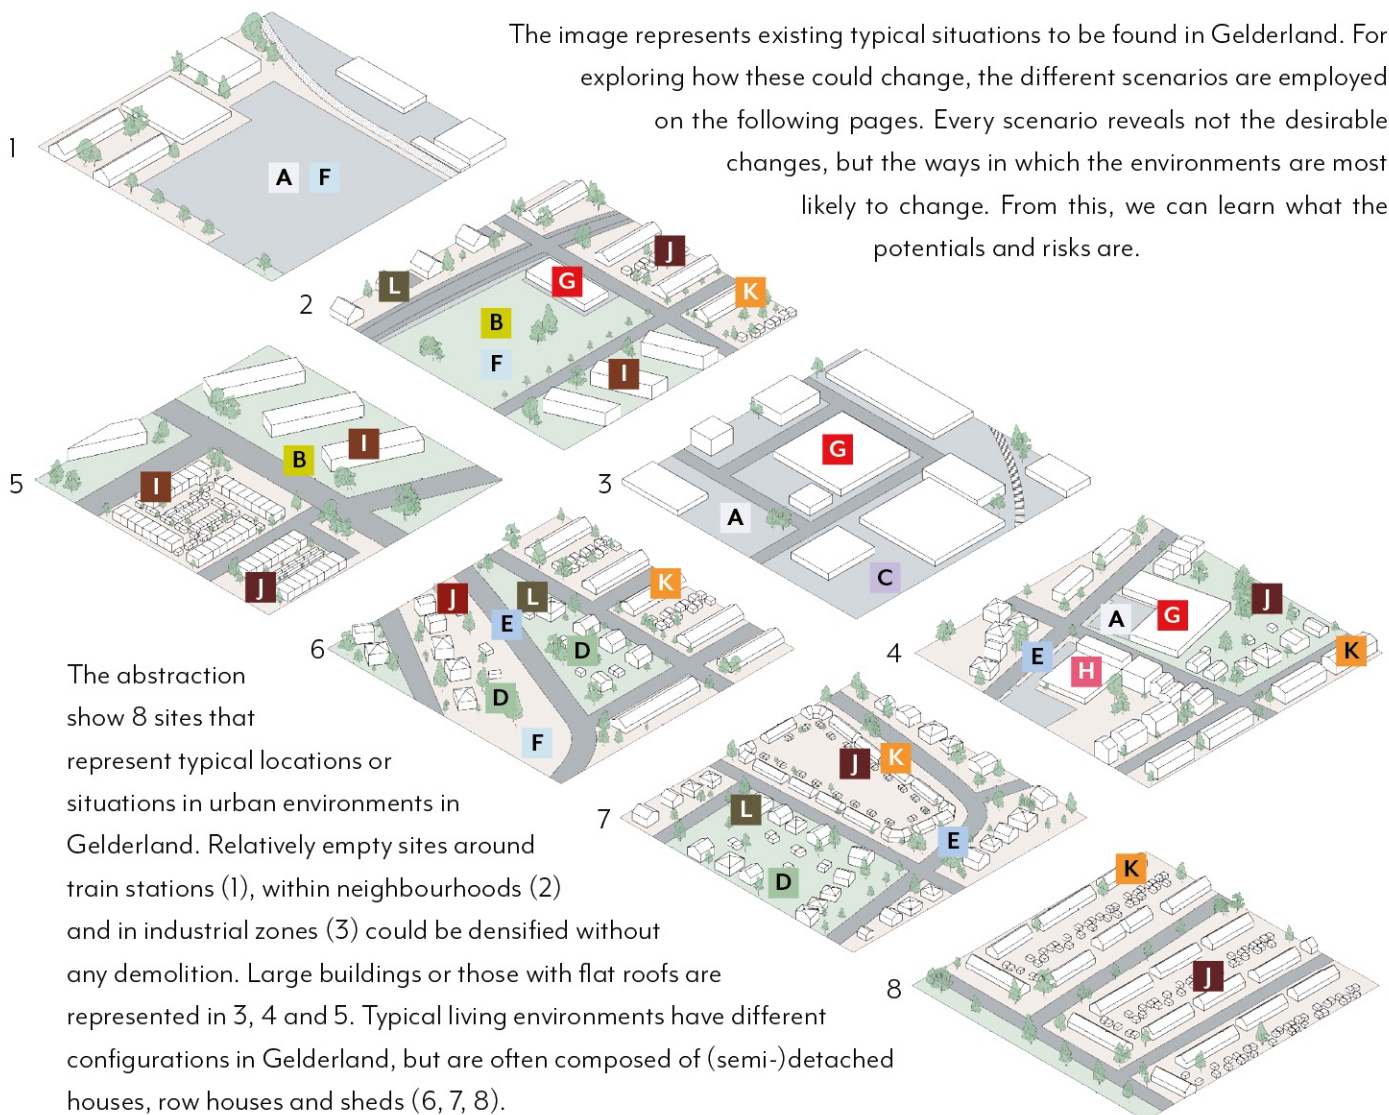 The image represents existing typical situations to be found in Gelderland. For
exploring how these could change, the different scenarios are employed
on the following pages. Every scenario reveals not the desirable
changes, but the ways in which the environments are most
likely to change. From this, we can learn what the
potentials and risks are.
1
A F
2
L
G
J
K
B
F
I
3
G
A
C
5
I
B
I
J
4
A
G
J
E
H
K
6
J
E
L
K
D
D
F
7
J
K
L
E
D
8
K
J
The abstraction
show 8 sites that
represent typical locations or
situations in urban environments in
Gelderland. Relatively empty sites around
train stations (1), within neighbourhoods (2)
and in industrial zones (3) could be densified without
any demolition. Large buildings or those with flat roofs are
represented in 3, 4 and 5. Typical living environments have different
configurations in Gelderland, but are often composed of (semi-)detached
houses, row houses and sheds (6, 7, 8).